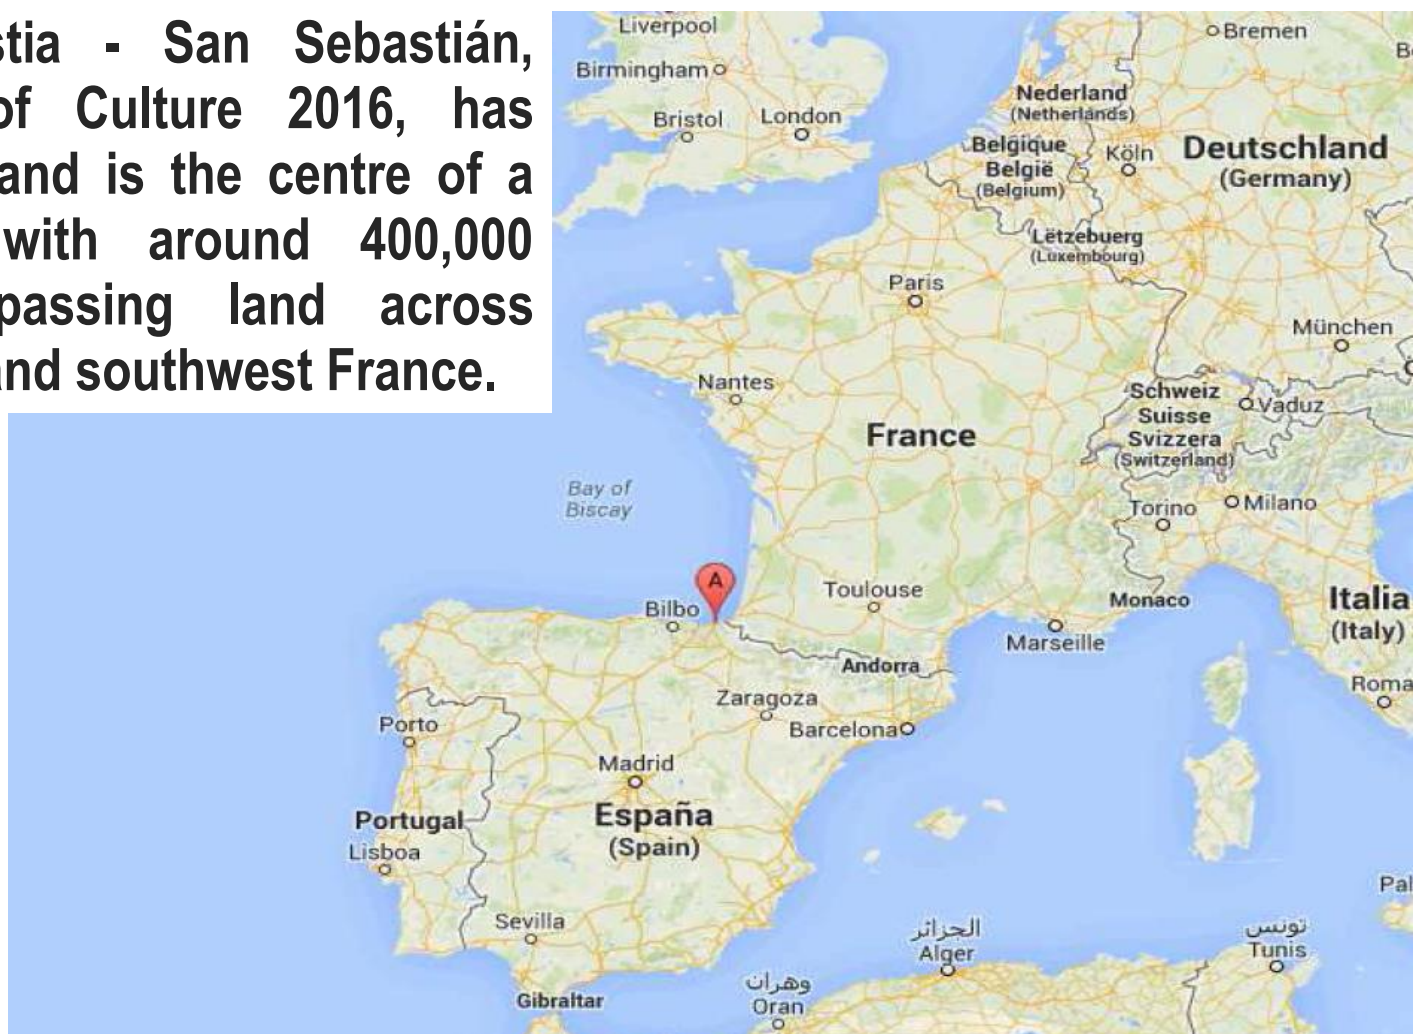 stia - San Sebastián,
of Culture 2016, has
and is the centre of a
with around 400,000
passing land across
and southwest France.
Liverpool
Birmingham
Bristol
London
Bremen
Nederland
(Netherlands)
Belgique
België
(Belgium)
Köln
Deutschland
(Germany)
Lëtzebuerg
(Luxembourg)
Paris
München
Nantes
Schweiz
Suisse
Svizzera
(Switzerland)
Vaduz
France
Bay of
Biscay
Torino
Milano
A
Bilbo
Toulouse
Monaco
Marseille
Italia
(Italy)
Andorra
Roma
Zaragoza
Barcelona
Porto
Madrid
España
(Spain)
Portugal
Lisboa
Sevilla
Gibraltar
الجزائر
Alger
وهران
Oran
تونس
Tunis
Pal